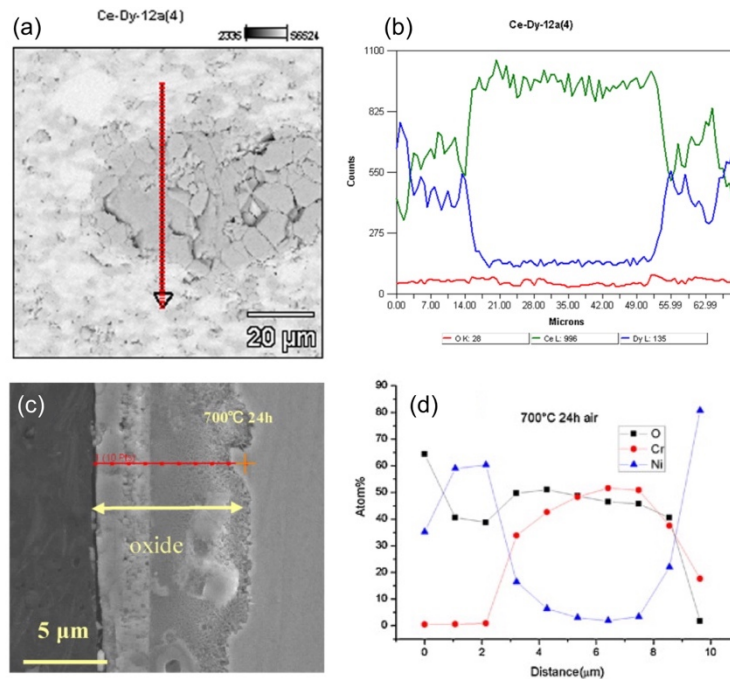 (a)
Ce-Dy-12a(4)
2335 56524
20 µm
(b)
Ce-Dy-12a(4)
1100
825
550
275
0
Counts
0.00 7.00 14.00 21.00 28.00 35.00 42.00 49.00 55.99 62.99
Microns
O K: 28 Ce L: 996 Dy L: 135
(c)
700℃ 24h
oxide
5 µm
(d)
700°C 24h air
O
Cr
Ni
90
80
70
60
50
40
30
20
10
0
Atom%
0 2 4 6 8 10
Distance(µm)